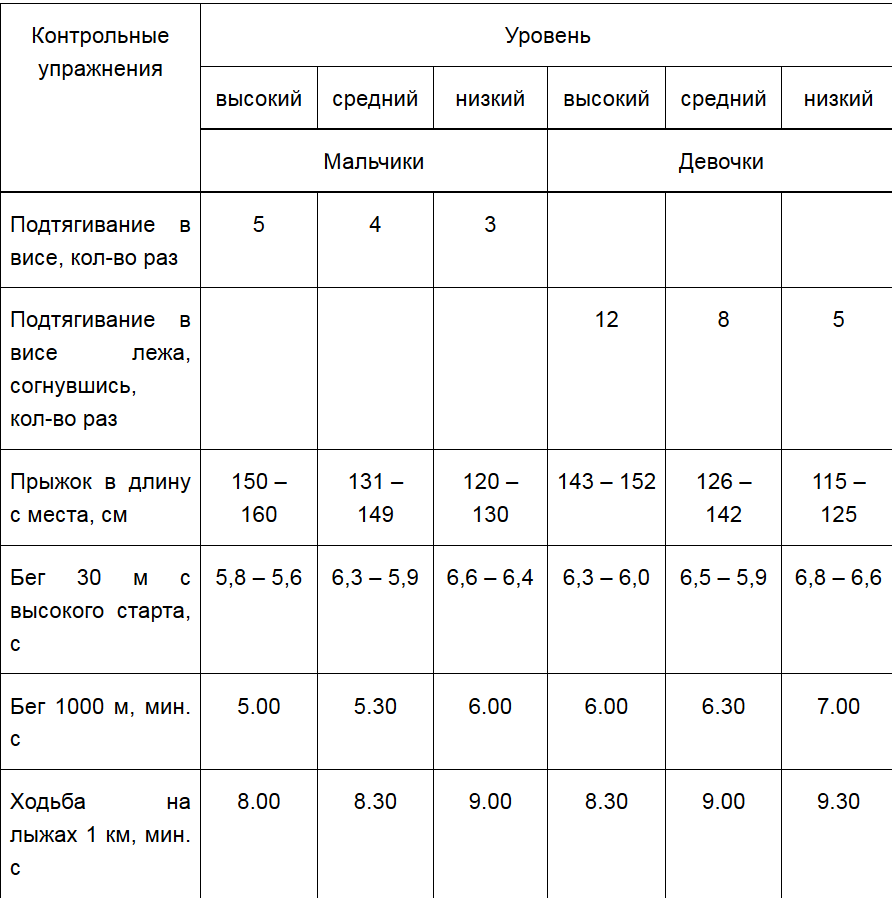 Контрольные
упражнения
Уровень
высокий средний низкий высокий средний низкий
Мальчики Девочки
Подтягивание в
висе, кол-во раз
5 4 3
Подтягивание в
висе лежа,
согнувшись,
кол-во раз
12 8 5
Прыжок в длину
с места, см
150 –
160
131 –
149
120 –
130
143 – 152
126 –
142
115 –
125
Бег 30 м с
высокого старта,
с
5,8 – 5,6 6,3 – 5,9 6,6 – 6,4 6,3 – 6,0 6,5 – 5,9 6,8 – 6,6
Бег 1000 м, мин.
с
5.00 5.30 6.00 6.00 6.30 7.00
Ходьба на
лыжах 1 км, мин.
с
8.00 8.30 9.00 8.30 9.00 9.30